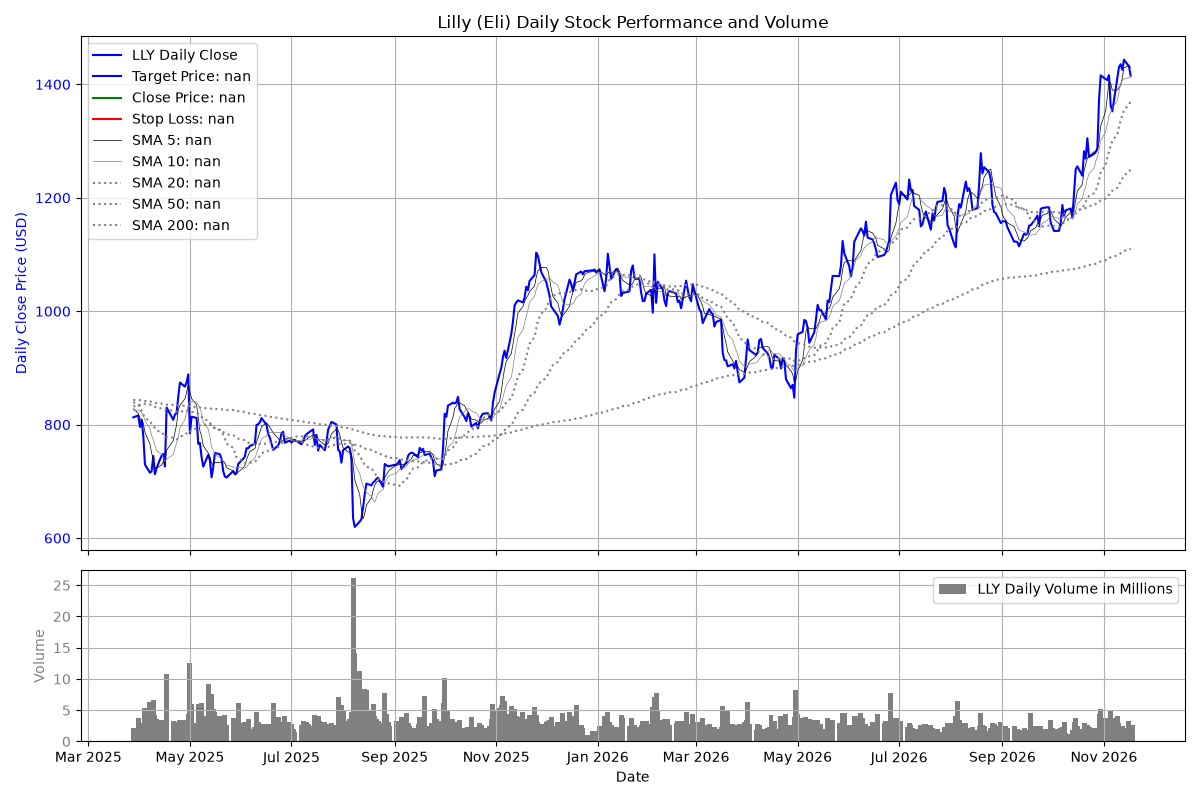 Lilly (Eli) Daily Stock Performance and Volume
LLY Daily Close
Target Price: nan
Close Price: nan
Stop Loss: nan
SMA 5: nan
SMA 10: nan
SMA 20: nan
SMA 50: nan
SMA 200: nan
Daily Close Price (USD)
1400
1200
1000
800
600
LLY Daily Volume in Millions
Volume
25
20
15
10
5
0
Mar 2025 May 2025 Jul 2025 Sep 2025 Nov 2025 Jan 2026 Mar 2026 May 2026 Jul 2026 Sep 2026 Nov 2026
Date